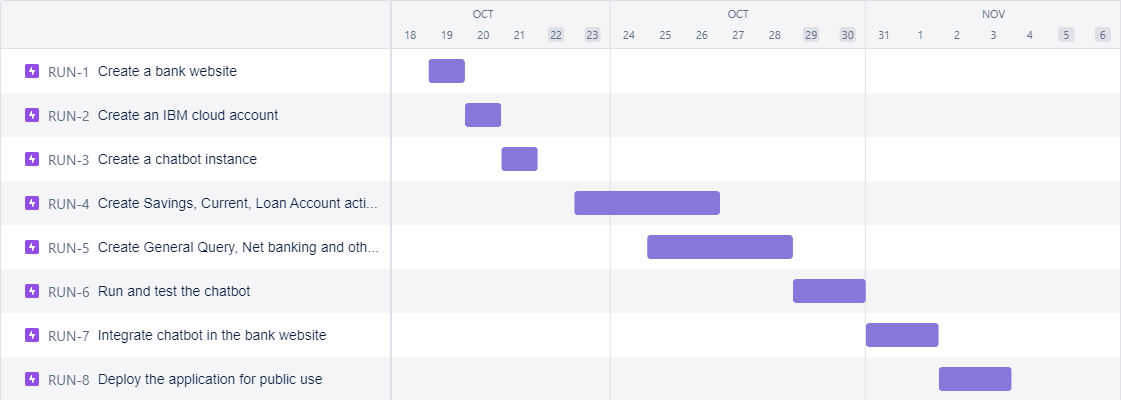 OCT OCT NOV
18 19 20 21 22 23 24 25 26 27 28 29 30 31 1 2 3 4 5 6
RUN-1 Create a bank website
RUN-2 Create an IBM cloud account
RUN-3 Create a chatbot instance
RUN-4 Create Savings, Current, Loan Account acti...
RUN-5 Create General Query, Net banking and oth...
RUN-6 Run and test the chatbot
RUN-7 Integrate chatbot in the bank website
RUN-8 Deploy the application for public use